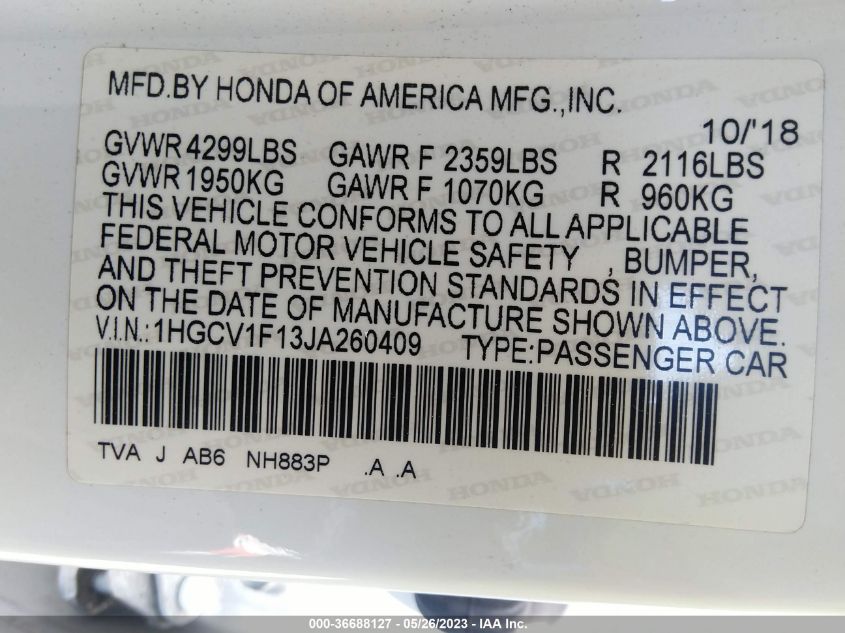 MFD.BY HONDA OF AMERICA MFG.,INC.
10/'18
GVWR 4299LBS GAWR F 2359LBS R 2116LBS
GVWR 1950KG GAWR F 1070KG R 960KG
THIS VEHICLE CONFORMS TO ALL APPLICABLE
FEDERAL MOTOR VEHICLE SAFETY , BUMPER,
AND THEFT PREVENTION STANDARDS IN EFFECT
ON THE DATE OF MANUFACTURE SHOWN ABOVE.
V.I.N.:1HGCV1F13JA260409 TYPE:PASSENGER CAR
TVA J AB6 NH883P .A .A
000-36688127 - 05/26/2023 - IAA Inc.